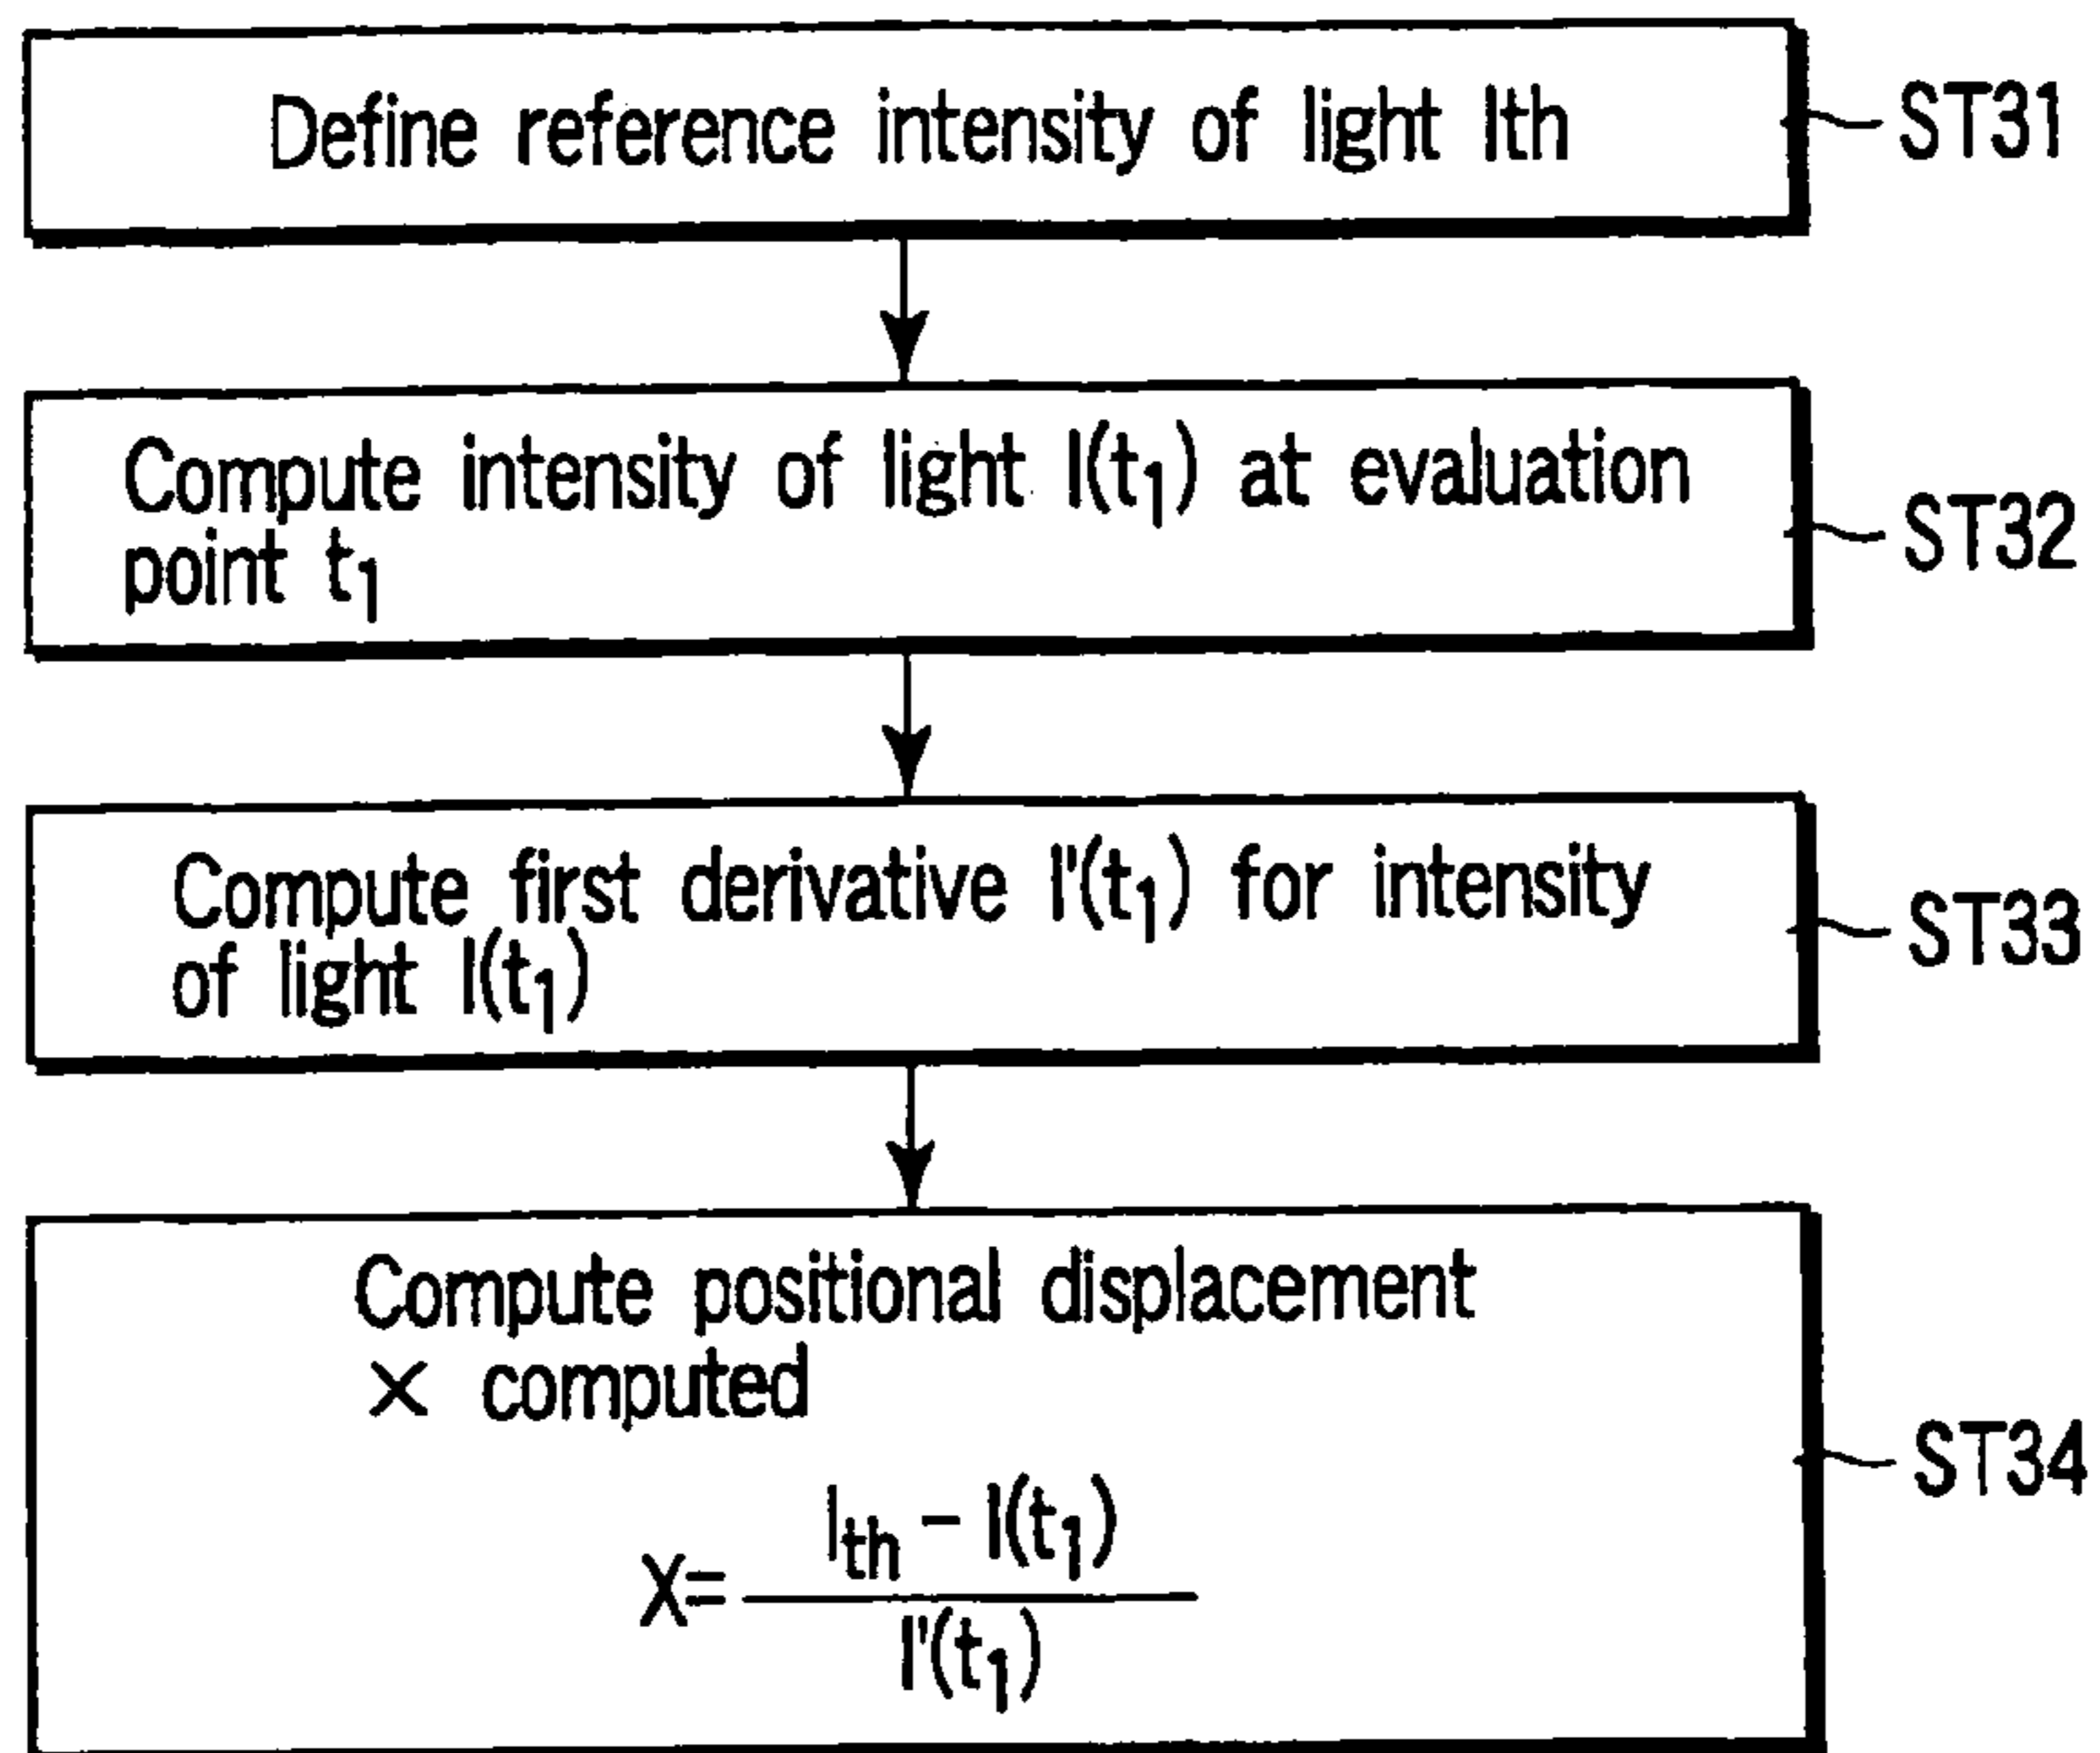 Define reference intensity of light Ith
ST31
Compute intensity of light I(t₁) at evaluation
point t₁
ST32
Compute first derivative I'(t₁) for intensity
of light I(t₁)
ST33
Compute positional displacement
× computed
ST34
Ith − I(t₁)
X=
I'(t₁)